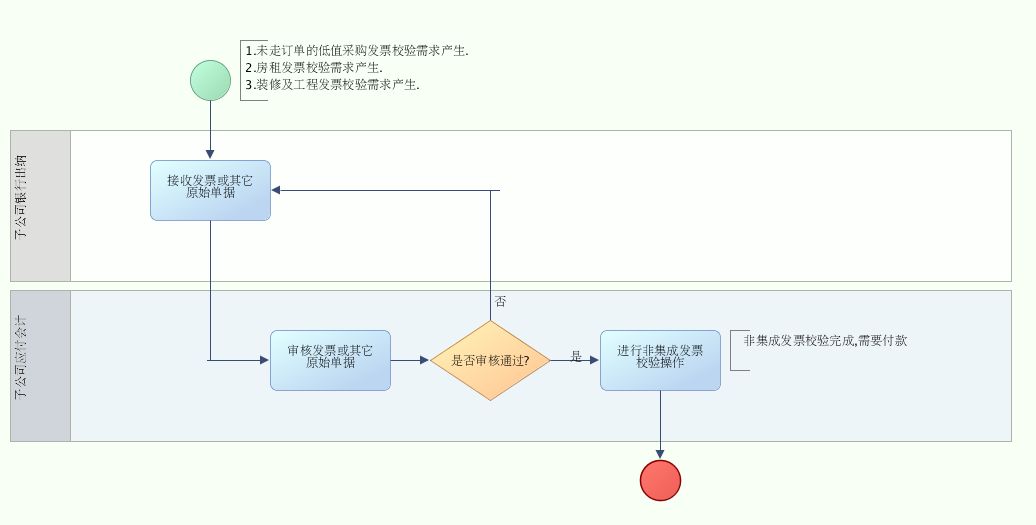 1.未走订单的低值采购发票校验需求产生.
2.房租发票校验需求产生.
3.装修及工程发票校验需求产生.
子公司银行出纳
接收发票或其它
原始单据
否
子公司应付会计
审核发票或其它
原始单据
是否审核通过?
是
进行非集成发票
校验操作
非集成发票校验完成,需要付款